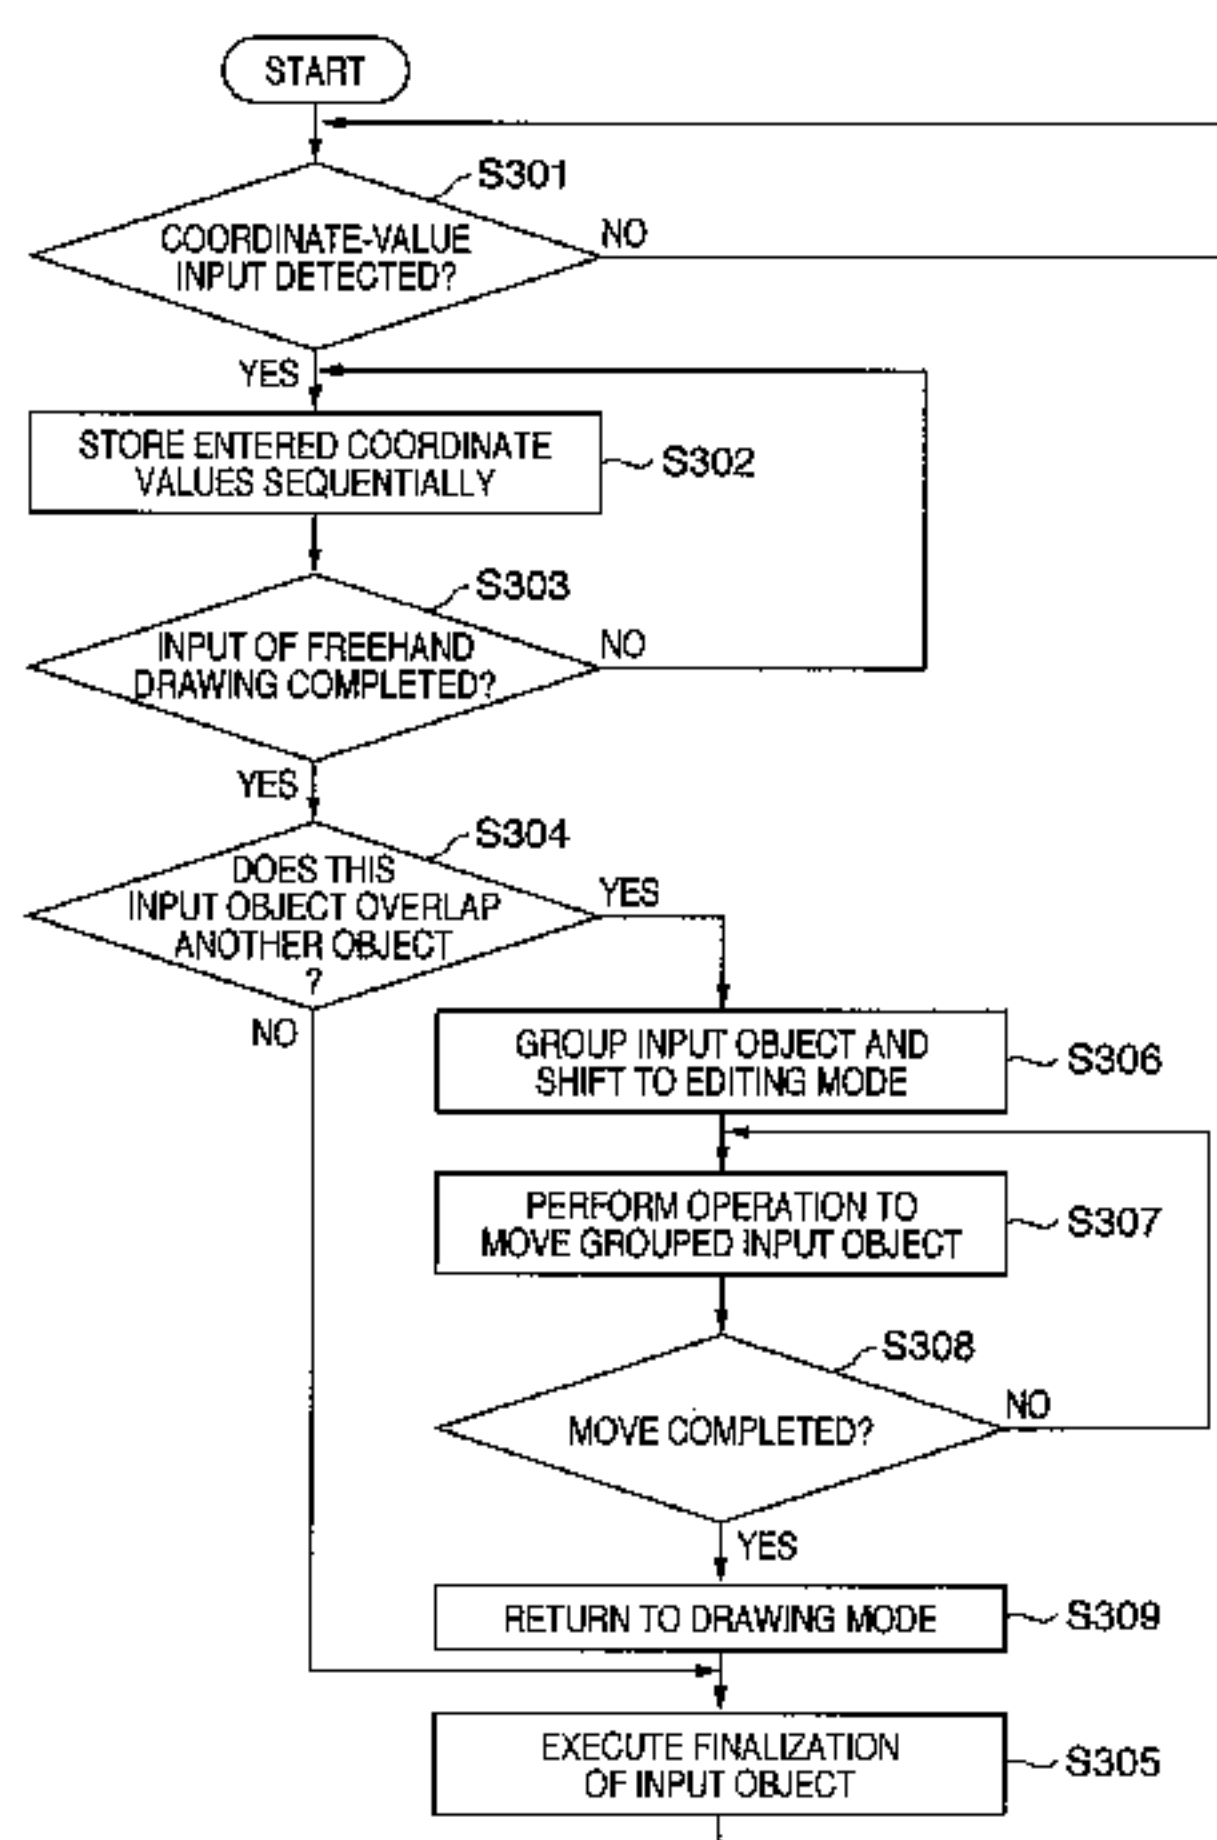 START
S301
COORDINATE-VALUE
INPUT DETECTED?
NO
YES
STORE ENTERED COORDINATE
VALUES SEQUENTIALLY
S302
S303
INPUT OF FREEHAND
DRAWING COMPLETED?
NO
YES
S304
DOES THIS
INPUT OBJECT OVERLAP
ANOTHER OBJECT
?
YES
NO
GROUP INPUT OBJECT AND
SHIFT TO EDITING MODE
S306
PERFORM OPERATION TO
MOVE GROUPED INPUT OBJECT
S307
S308
MOVE COMPLETED?
NO
YES
RETURN TO DRAWING MODE
S309
EXECUTE FINALIZATION
OF INPUT OBJECT
S305